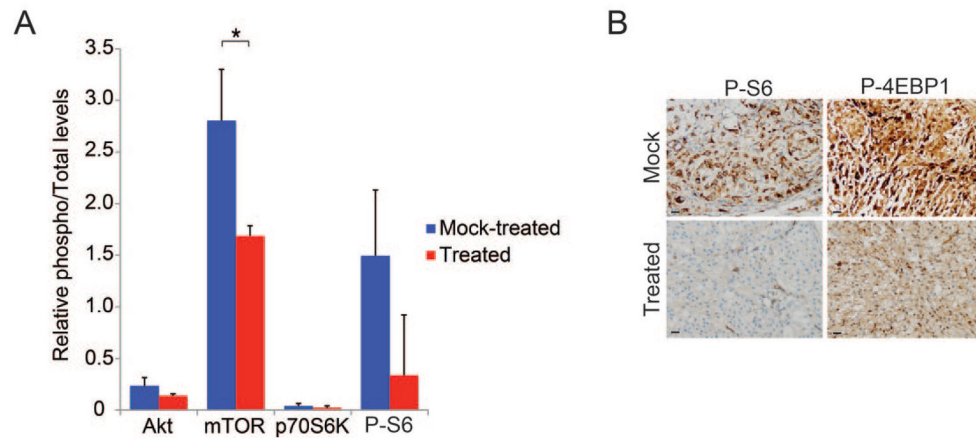 A
*
Relative phospho/Total levels
3.5
3.0
2.5
2.0
1.5
1.0
0.5
0
Akt mTOR p70S6K P-S6
Mock-treated
Treated
B
P-S6 P-4EBP1
Mock
Treated